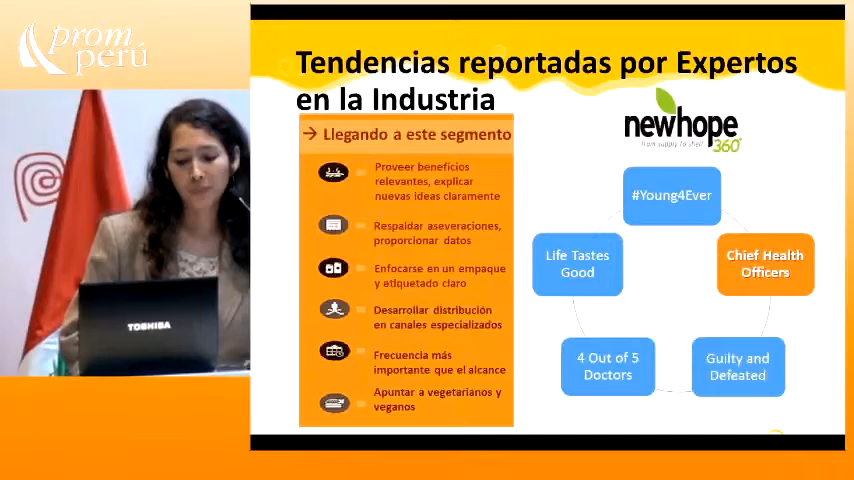 prom
perú
Tendencias reportadas por Expertos
en la Industria
→ Llegando a este segmento
Proveer beneficios
relevantes, explicar
nuevas ideas claramente
Respaldar aseveraciones,
proporcionar datos
Enfocarse en un empaque
y etiquetado claro
Desarrollar distribución
en canales especializados
Frecuencia más
importante que el alcance
Apuntar a vegetarianos y
veganos
newhope
from supply to shelf
360°
#Young4Ever
Life Tastes
Good
Chief Health
Officers
4 Out of 5
Doctors
Guilty and
Defeated
TOSHIBA